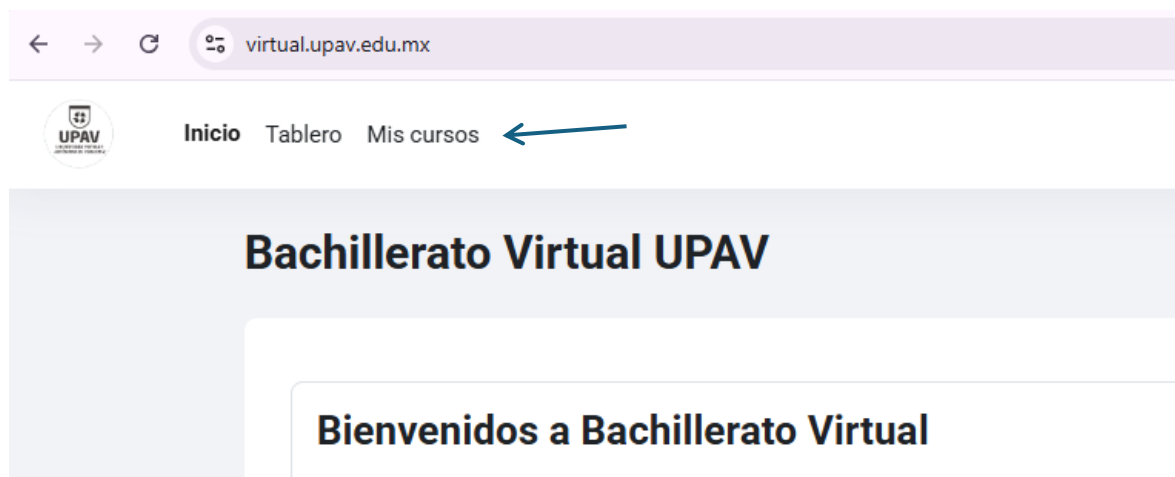 virtual.upav.edu.mx
UPAV
Inicio Tablero Mis cursos
Bachillerato Virtual UPAV
Bienvenidos a Bachillerato Virtual